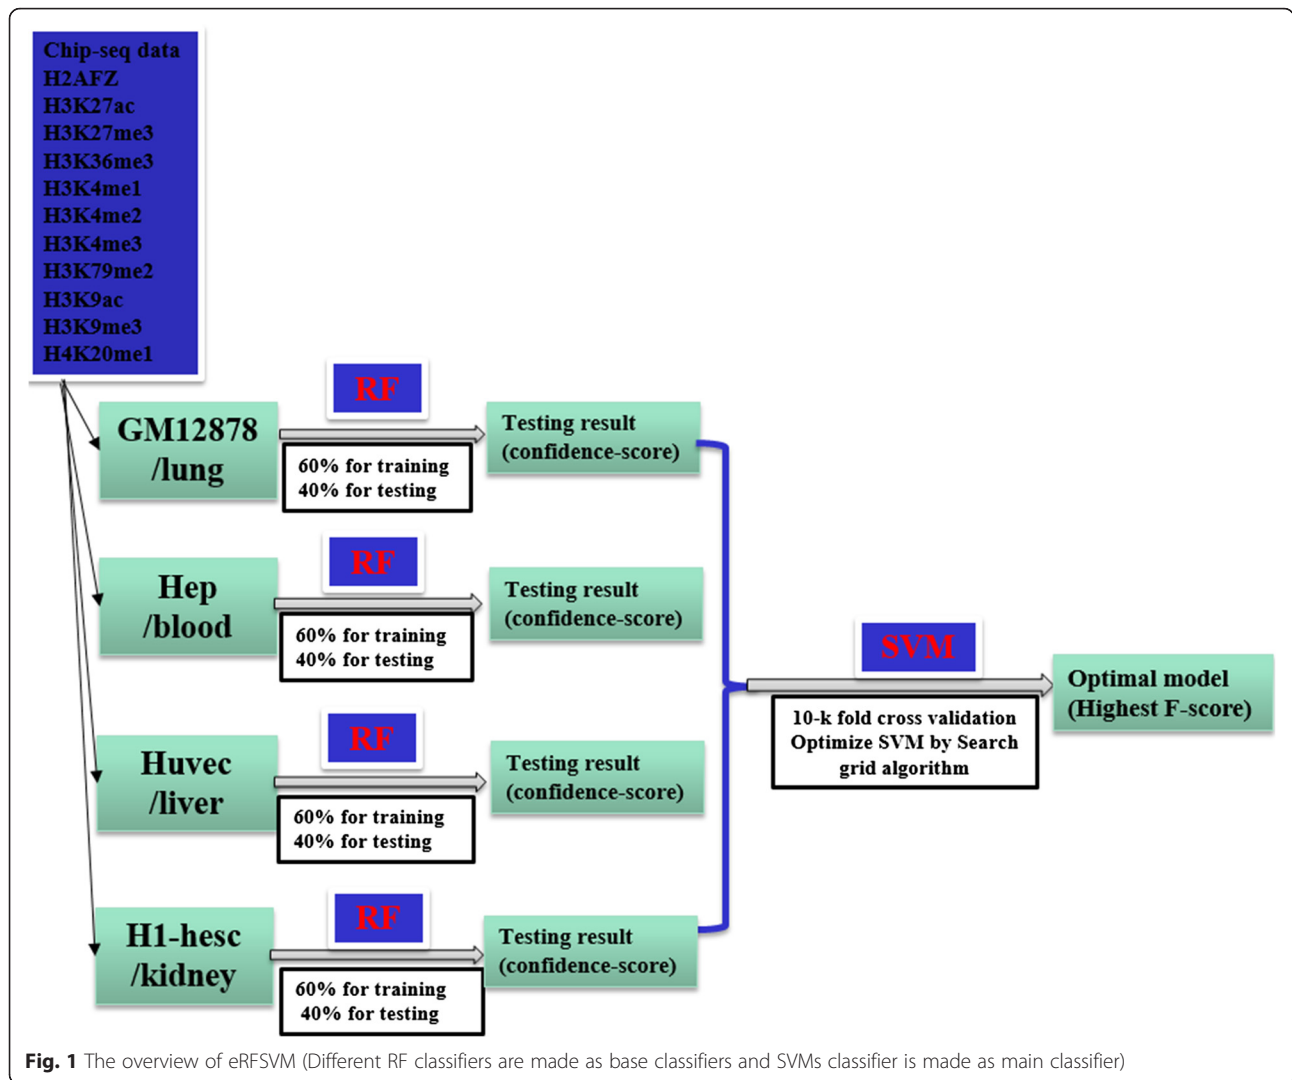 Chip-seq data
H2AFZ
H3K27ac
H3K27me3
H3K36me3
H3K4me1
H3K4me2
H3K4me3
H3K79me2
H3K9ac
H3K9me3
H4K20me1
GM12878
/lung
RF
60% for training
40% for testing
Testing result
(confidence-score)
Hep
/blood
RF
60% for training
40% for testing
Testing result
(confidence-score)
Huvec
/liver
RF
60% for training
40% for testing
Testing result
(confidence-score)
H1-hesc
/kidney
RF
60% for training
40% for testing
Testing result
(confidence-score)
SVM
10-k fold cross validation
Optimize SVM by Search
grid algorithm
Optimal model
(Highest F-score)
Fig. 1 The overview of eRFSVM (Different RF classifiers are made as base classifiers and SVMs classifier is made as main classifier)